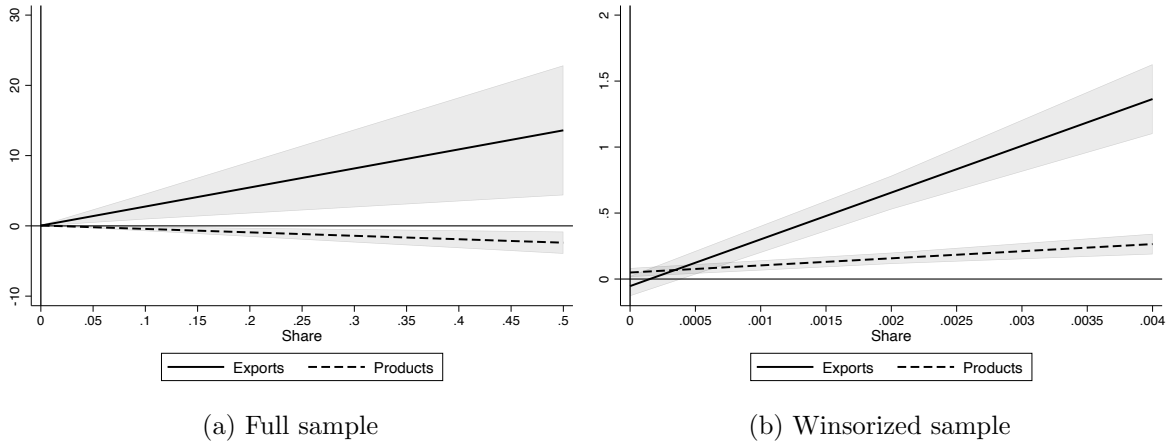 30
20
10
0
-10
0 .05 .1 .15 .2 .25 .3 .35 .4 .45 .5
Share
Exports Products
(a) Full sample
2
1.5
1
.5
0
0 .0005 .001 .0015 .002 .0025 .003 .0035 .004
Share
Exports Products
(b) Winsorized sample